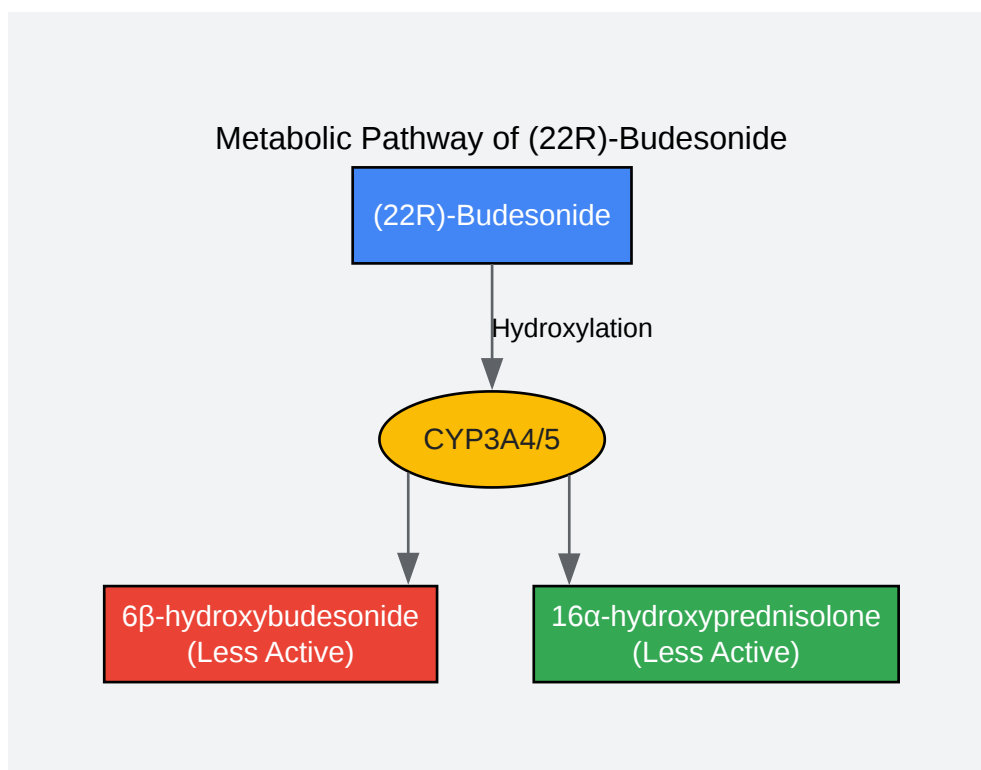 Metabolic Pathway of (22R)-Budesonide
(22R)-Budesonide
Hydroxylation
CYP3A4/5
6β-hydroxybudesonide
(Less Active)
16α-hydroxyprednisolone
(Less Active)